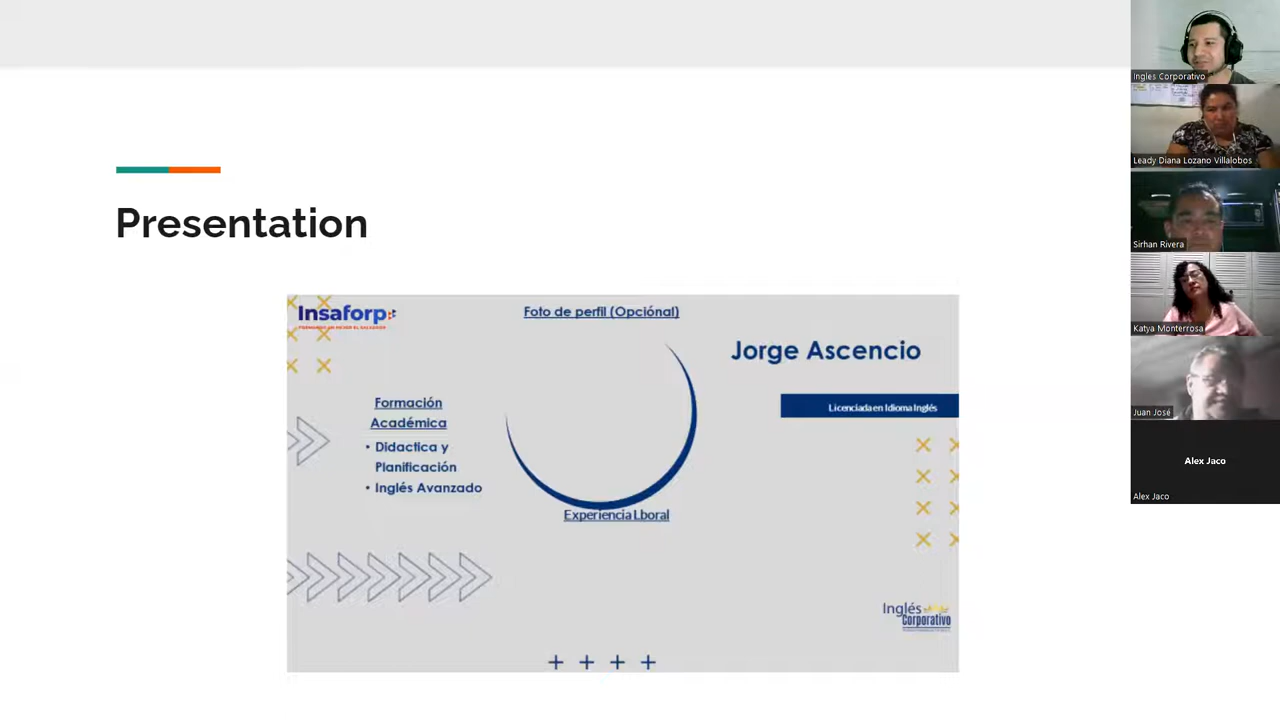 Presentation
Insaforp
Foto de perfil (Opciónal)
Jorge Ascencio
Licenciada en Idioma Inglés
Formación
Académica
• Didactica y
Planificación
• Inglés Avanzado
Experiencia Lboral
Inglés
Corporativo
Ingles Corporativo
Leady Diana Lozano Villalobos
Sirhan Rivera
Katya Monterrosa
Juan José
Alex Jaco
Alex Jaco